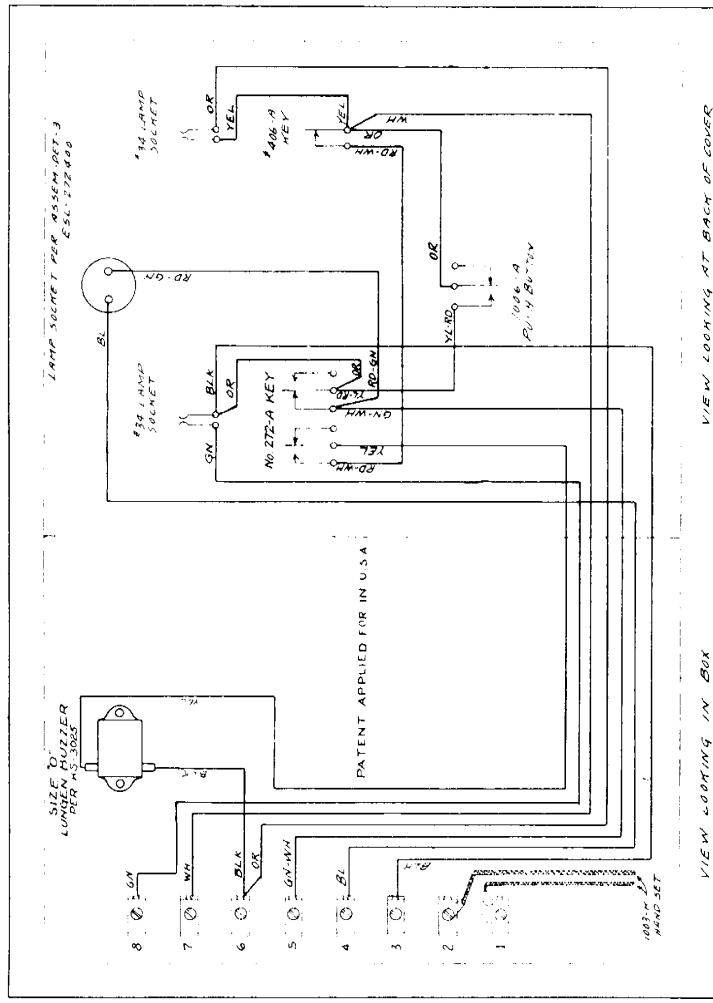 LAMP SOCKET PER ASSEM. DET-3
ESL-272400
#34 LAMP
SOCKET
OR
YEL
#406-A
KEY
YEL
OR
WH
RD-WH
BL
RD-GN
#34 LAMP
SOCKET
BLK
OR
GN
No. 272-A KEY
OR
RD-GN
YL-RD
GN-WH
YEL
RD-WH
OR
YL-RD
1006-A
BUTTON
VIEW LOOKING AT BACK OF COVER
SIZE "O"
LUNGEN BUZZER
PER KS-3025
YEL
BLK
PATENT APPLIED FOR IN U.S.A.
8
GN
7
WH
6
BLK
OR
5
GN-WH
4
BL
3
BLK
2
1
HAND SET
VIEW LOOKING IN BOX